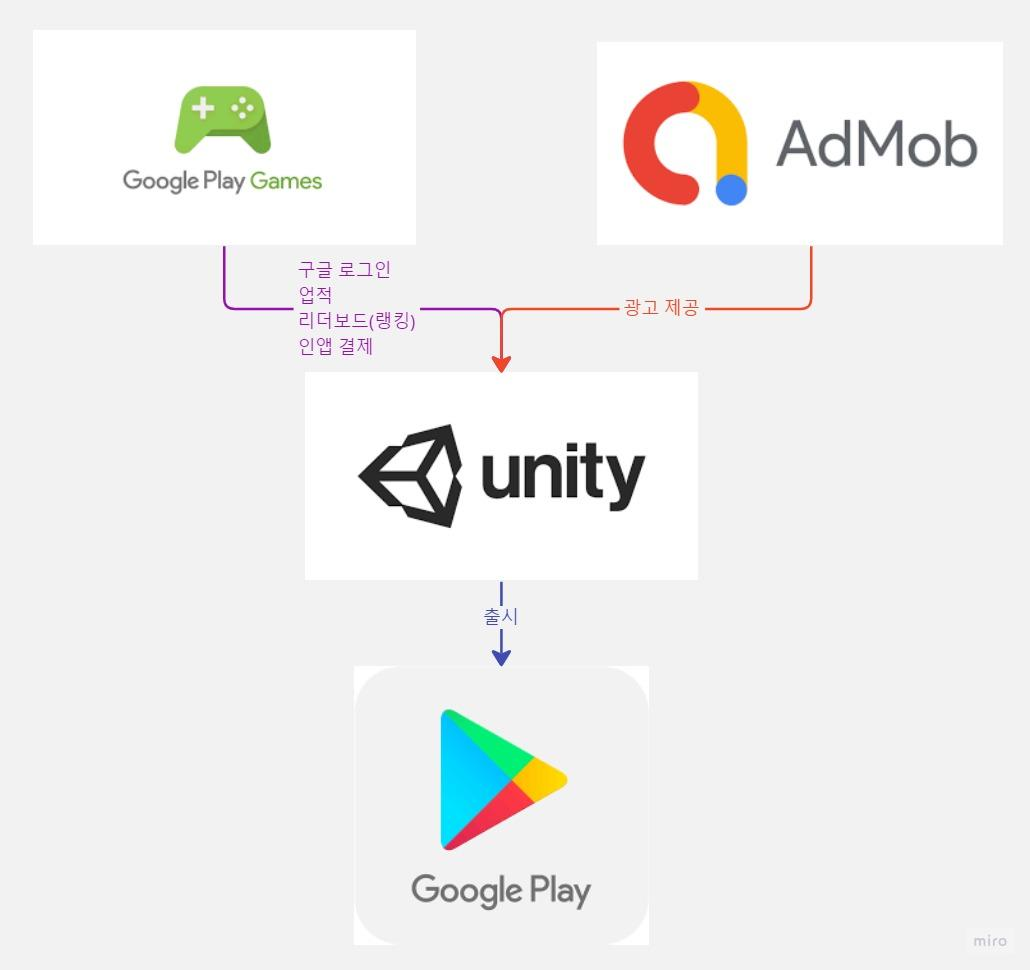 Google Play Games
AdMob
구글 로그인
업적
리더보드(랭킹)
인앱 결제
광고 제공
unity
출시
Google Play
miro